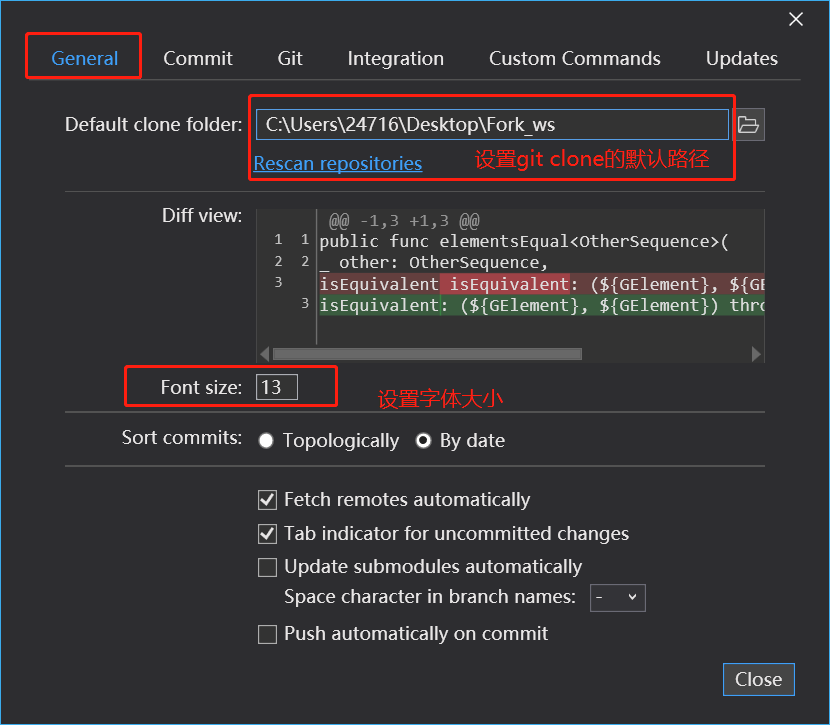 General Commit Git Integration Custom Commands Updates
Default clone folder: C:\Users\24716\Desktop\Fork_ws
Rescan repositories 设置git clone的默认路径
Diff view:
@@ -1,3 +1,3 @@
1 1 public func elementsEqual<OtherSequence>(
2 2 _ other: OtherSequence,
3 isEquivalent isEquivalent: (${GElement}, ${GE
3 isEquivalent: (${GElement}, ${GElement}) thro
Font size: 13 设置字体大小
Sort commits: Topologically By date
Fetch remotes automatically
Tab indicator for uncommitted changes
Update submodules automatically
Space character in branch names: -
Push automatically on commit
Close